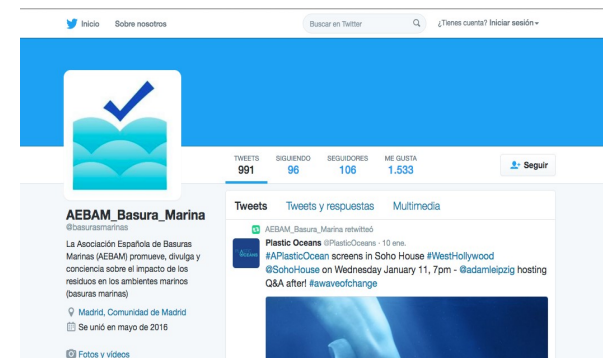 Inicio Sobre nosotros Buscar en Twitter ¿Tienes cuenta? Iniciar sesión
TWEETS SIGUIENDO SEGUIDORES ME GUSTA
991 96 106 1.533
Seguir
AEBAM_Basura_Marina
@basurasmarinas
La Asociación Española de Basuras
Marinas (AEBAM) promueve, divulga y
conciencia sobre el impacto de los
residuos en los ambientes marinos
(basuras marinas)
Madrid, Comunidad de Madrid
Se unió en mayo de 2016
Fotos y vídeos
Tweets Tweets y respuestas Multimedia
AEBAM_Basura_Marina retwitteó
Plastic Oceans @PlasticOceans · 10 ene.
#APlasticOcean screens in Soho House #WestHollywood
@SohoHouse on Wednesday January 11, 7pm - @adamleipzig hosting
Q&A after! #awaveofchange